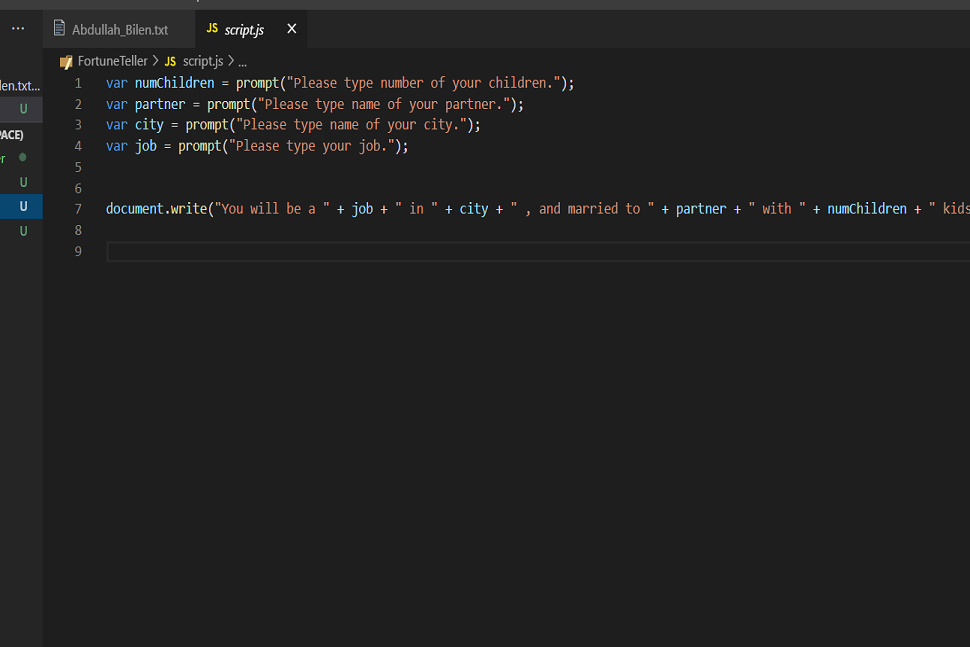 ... Abdullah_Bilen.txt JS script.js X
FortuneTeller > JS script.js > ...
len.txt...
U
PACE)
er
U
U
U
1 var numChildren = prompt("Please type number of your children.");
2 var partner = prompt("Please type name of your partner.");
3 var city = prompt("Please type name of your city.");
4 var job = prompt("Please type your job.");
5
6
7 document.write("You will be a " + job + " in " + city + " , and married to " + partner + " with " + numChildren + " kids
8
9